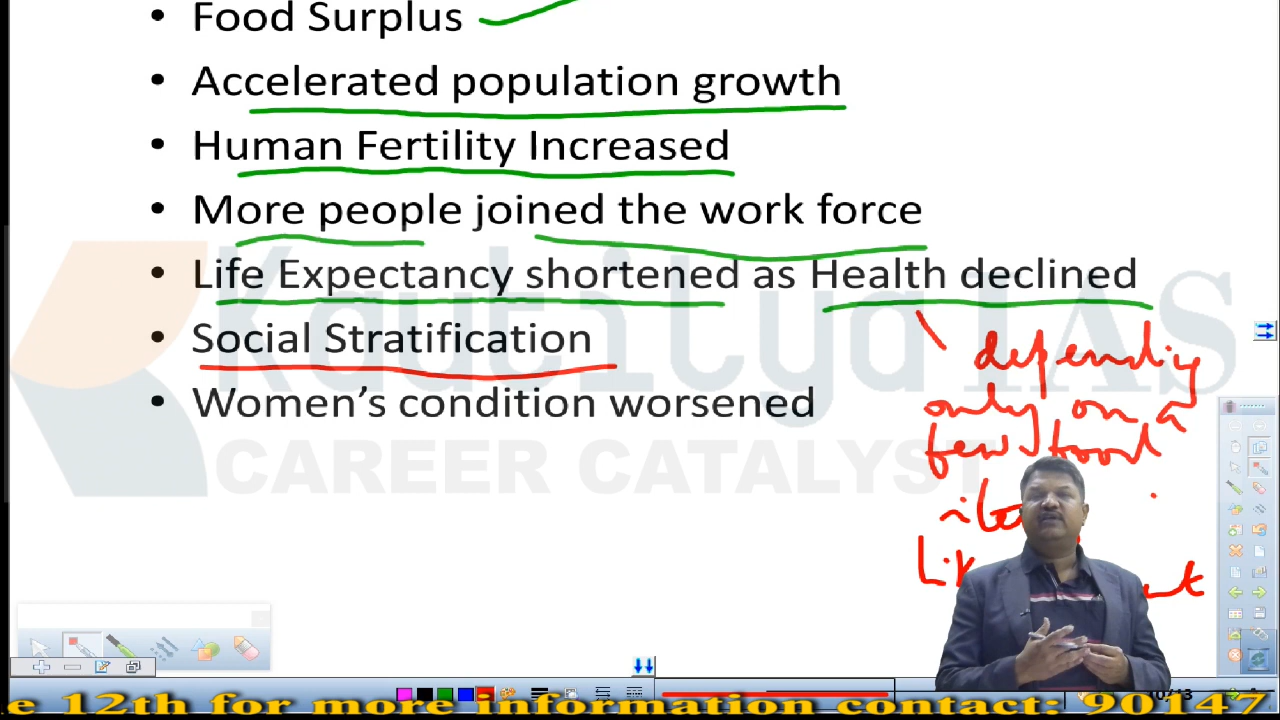 • Food Surplus
• Accelerated population growth
• Human Fertility Increased
• More people joined the work force
• Life Expectancy shortened as Health declined
• Social Stratification
• Women's condition worsened
depending
only on a
few food
Kautilya IAS
CAREER CATALYST
e 12th for more information contact: 90147